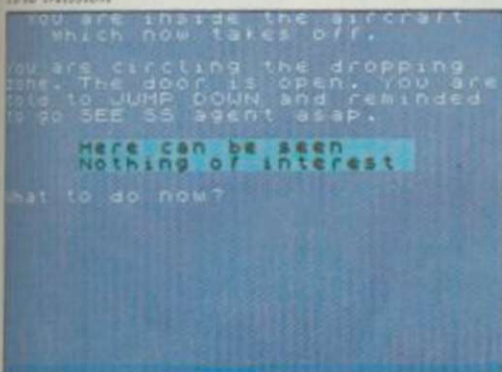 You are inside the aircraft
which now takes off.
You are circling the dropping
zone. The door is open. You are
told to JUMP DOWN and reminded
to go SEE SS agent asap.
Here can be seen
Nothing of interest
What to do now?